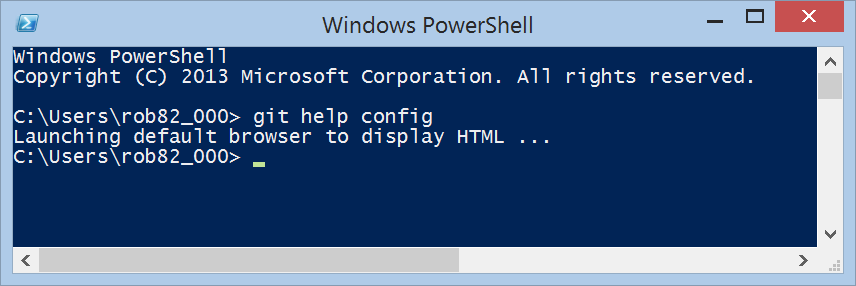 Windows PowerShell
Windows PowerShell
Copyright (C) 2013 Microsoft Corporation. All rights reserved.
C:\Users\rob82_000> git help config
Launching default browser to display HTML ...
C:\Users\rob82_000>